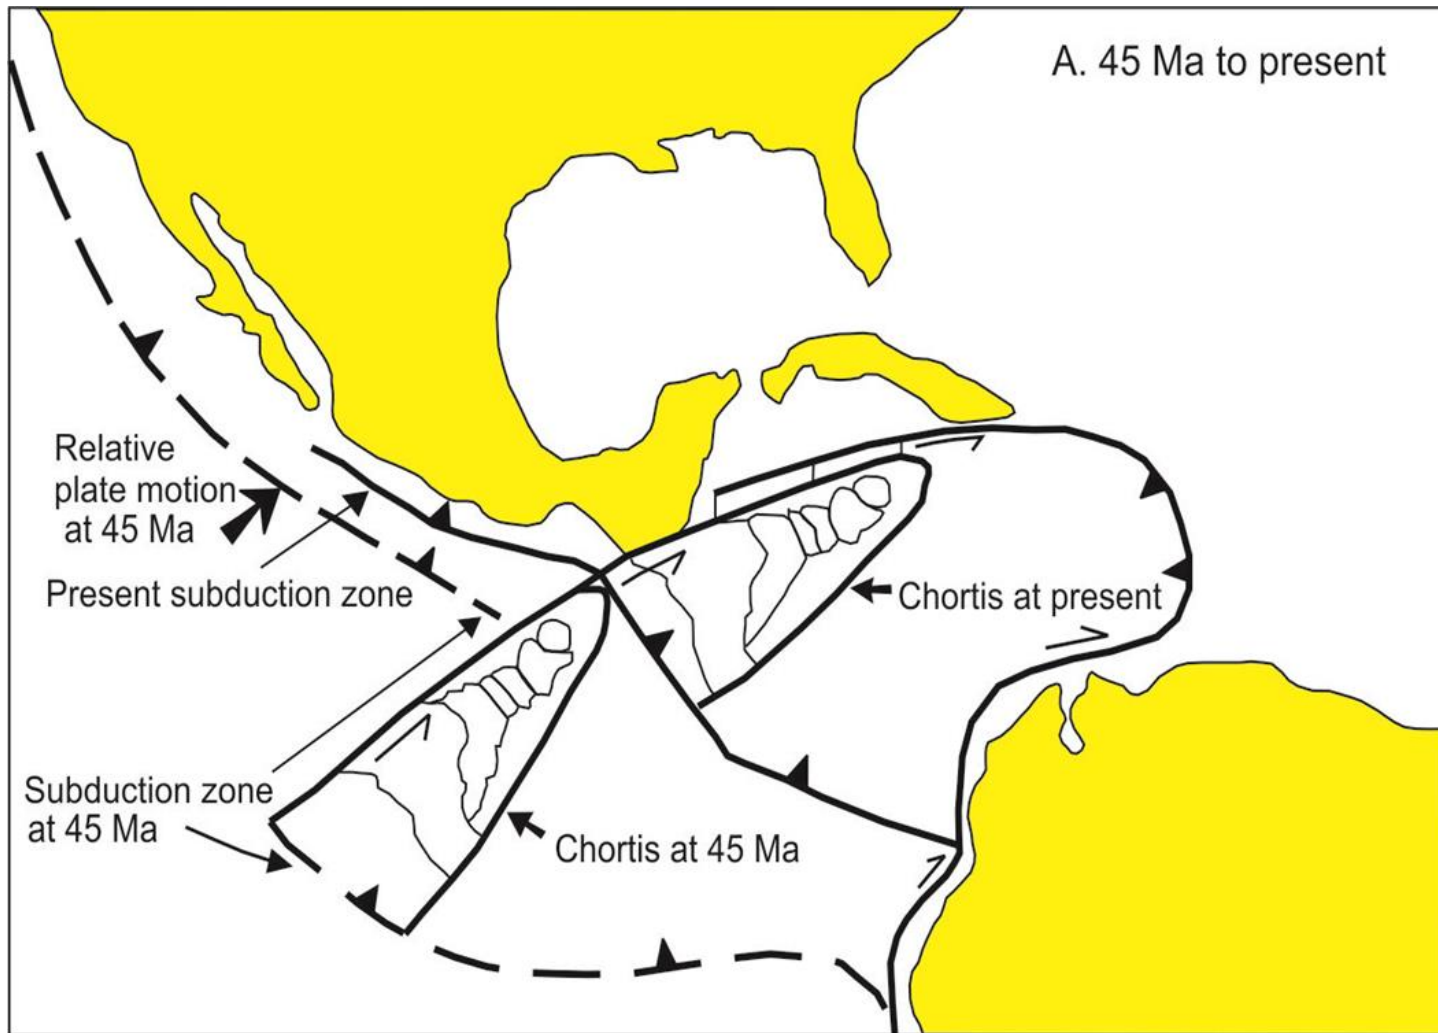 A. 45 Ma to present
Relative
plate motion
at 45 Ma
Present subduction zone
Chortis at present
Subduction zone
at 45 Ma
Chortis at 45 Ma